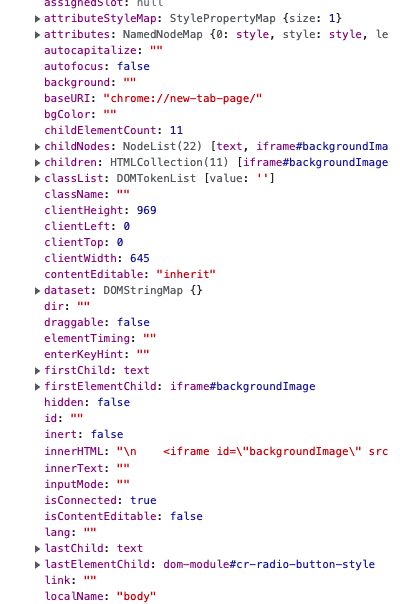 assignedSlot: null
attributeStyleMap: StylePropertyMap {size: 1}
attributes: NamedNodeMap {0: style, style: style, le
autocapitalize: ""
autofocus: false
background: ""
baseURI: "chrome://new-tab-page/"
bgColor: ""
childElementCount: 11
childNodes: NodeList(22) [text, iframe#backgroundIma
children: HTMLCollection(11) [iframe#backgroundImage
classList: DOMTokenList [value: '']
className: ""
clientHeight: 969
clientLeft: 0
clientTop: 0
clientWidth: 645
contentEditable: "inherit"
dataset: DOMStringMap {}
dir: ""
draggable: false
elementTiming: ""
enterKeyHint: ""
firstChild: text
firstElementChild: iframe#backgroundImage
hidden: false
id: ""
inert: false
innerHTML: "\n    <iframe id=\"backgroundImage\" src
innerText: ""
inputMode: ""
isConnected: true
isContentEditable: false
lang: ""
lastChild: text
lastElementChild: dom-module#cr-radio-button-style
link: ""
localName: "body"